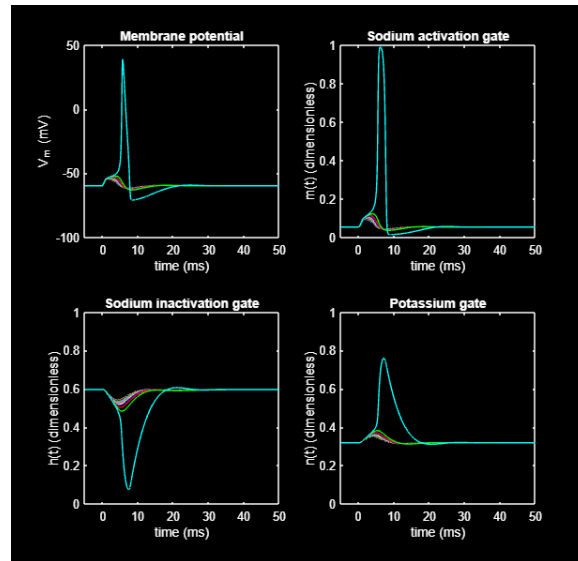 Membrane potential
50
0
-50
-100
V_m (mV)
0 10 20 30 40 50
time (ms)
Sodium activation gate
1
0.8
0.6
0.4
0.2
0
m(t) (dimensionless)
0 10 20 30 40 50
time (ms)
Sodium inactivation gate
1
0.8
0.6
0.4
0.2
0
h(t) (dimensionless)
0 10 20 30 40 50
time (ms)
Potassium gate
1
0.8
0.6
0.4
0.2
0
n(t) (dimensionless)
0 10 20 30 40 50
time (ms)